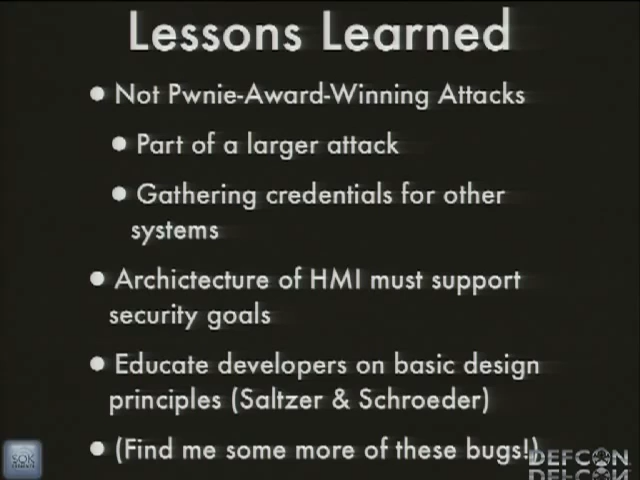 Lessons Learned
• Not Pwnie-Award-Winning Attacks
• Part of a larger attack
• Gathering credentials for other
systems
• Archictecture of HMI must support
security goals
• Educate developers on basic design
principles (Saltzer & Schroeder)
• (Find me some more of these bugs!)
DEFCON
DEFCON
SOK